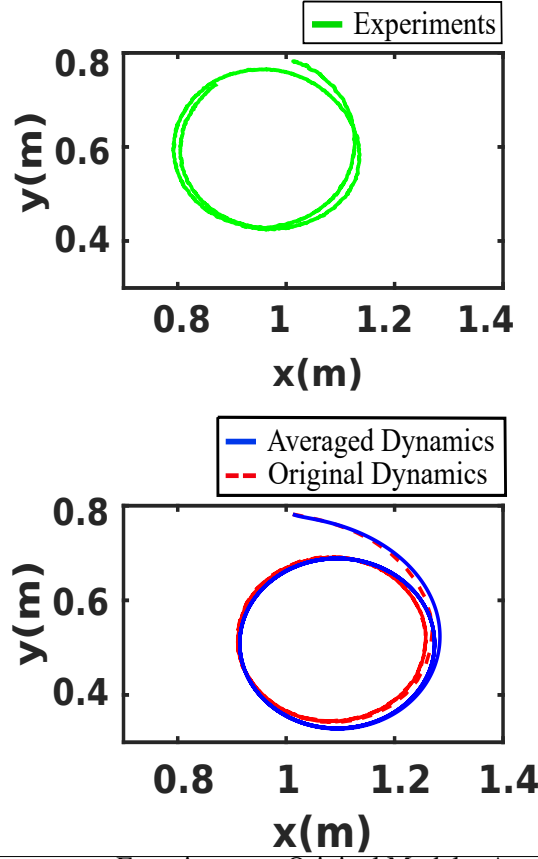 Experiments
0.8
0.6
0.4
y(m)
0.8 1 1.2 1.4
x(m)
Averaged Dynamics
Original Dynamics
0.8
0.6
0.4
y(m)
0.8 1 1.2 1.4
x(m)